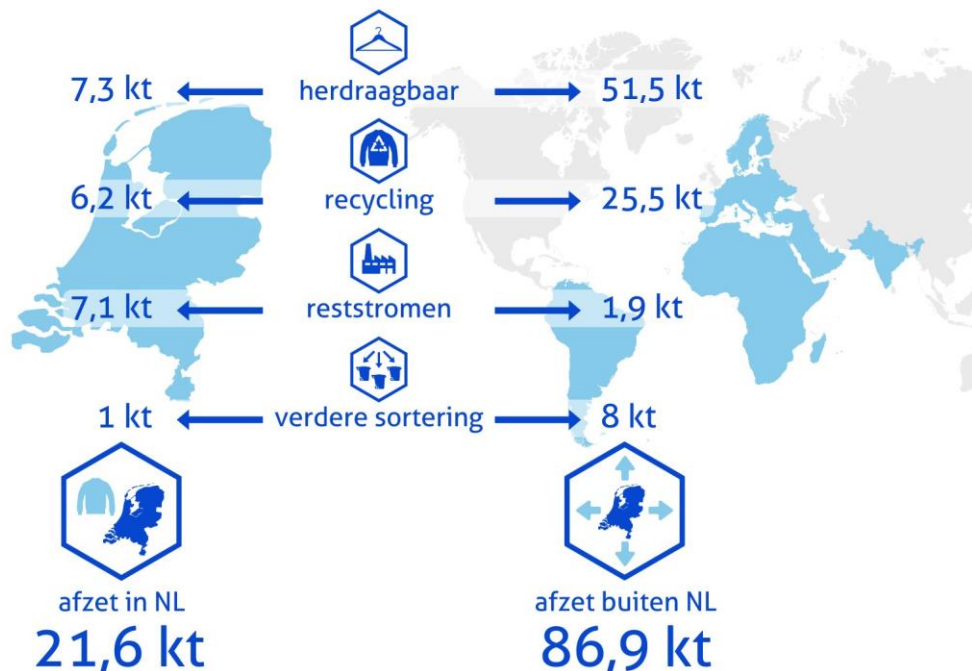 7,3 kt herdraagbaar 51,5 kt
6,2 kt recycling 25,5 kt
7,1 kt reststromen 1,9 kt
1 kt verdere sortering 8 kt
afzet in NL afzet buiten NL
21,6 kt 86,9 kt